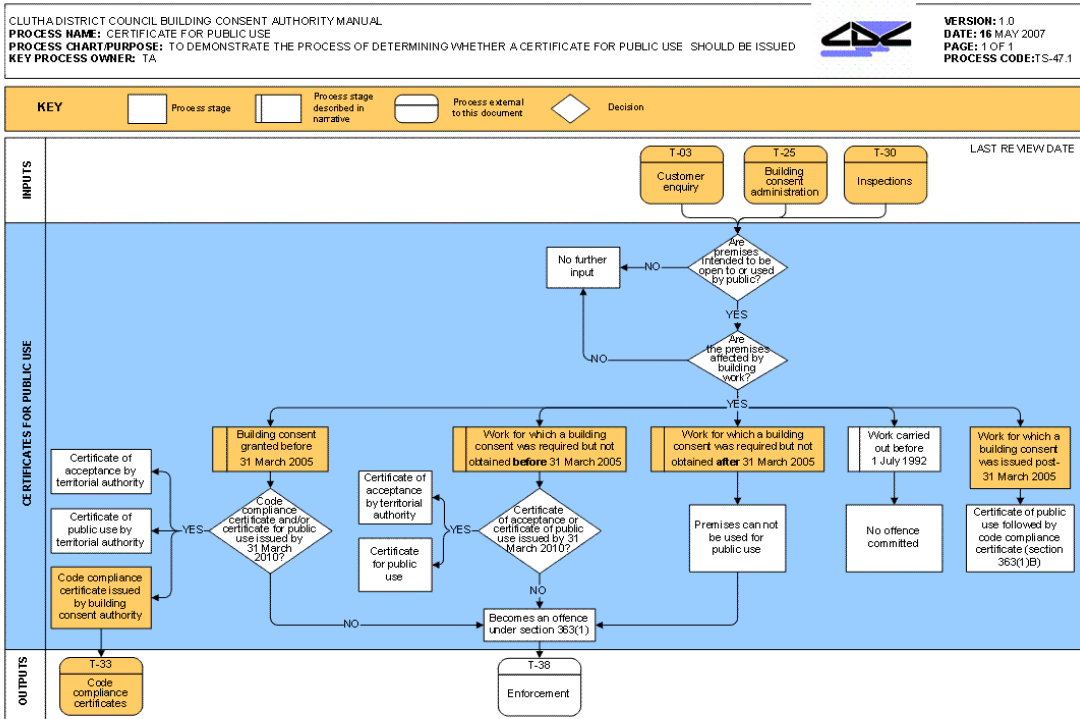 CLUTHA DISTRICT COUNCIL BUILDING CONSENT AUTHORITY MANUAL
PROCESS NAME: CERTIFICATE FOR PUBLIC USE
PROCESS CHART/PURPOSE: TO DEMONSTRATE THE PROCESS OF DETERMINING WHETHER A CERTIFICATE FOR PUBLIC USE SHOULD BE ISSUED
KEY PROCESS OWNER: TA
CDC
VERSION: 1.0
DATE: 16 MAY 2007
PAGE: 1 OF 1
PROCESS CODE:TS-47.1
KEY
Process stage
Process stage
described in
narrative
Process external
to this document
Decision
INPUTS
LAST REVIEW DATE
T-03
Customer
enquiry
T-25
Building
consent
administration
T-30
Inspections
CERTIFICATES FOR PUBLIC USE
Are
premises
intended to be
open to or used
by public?
NO
No further
input
YES
Are
the premises
affected by
building
work?
NO
YES
Building consent
granted before
31 March 2005
Work for which a building
consent was required but not
obtained before 31 March 2005
Work for which a building
consent was required but not
obtained after 31 March 2005
Work carried
out before
1 July 1992
Work for which a
building consent
was issued post-
31 March 2005
Certificate of
acceptance by
territorial authority
Certificate of
public use by
territorial authority
Code compliance
certificate issued
by building
consent authority
YES
Code
compliance
certificate and/or
certificate for public
use issued by
31 March
2010?
Certificate of
acceptance
by territorial
authority
Certificate
for public
use
YES
Certificate
of acceptance or
certificate of public
use issued by 31
March 2010?
Premises can not
be used for
public use
No offence
committed
Certificate of public
use followed by
code compliance
certificate (section
363(1)B)
NO
NO
Becomes an offence
under section 363(1)
OUTPUTS
T-33
Code
compliance
certificates
T-38
Enforcement